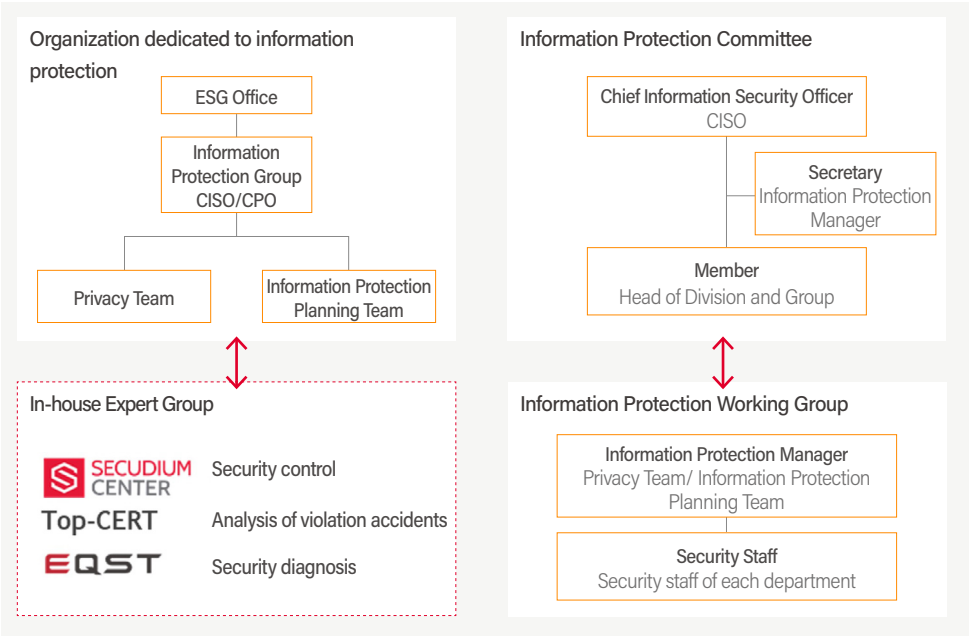 Organization dedicated to information
protection
ESG Office
Information
Protection Group
CISO/CPO
Privacy Team
Information Protection
Planning Team
Information Protection Committee
Chief Information Security Officer
CISO
Secretary
Information Protection
Manager
Member
Head of Division and Group
In-house Expert Group
SECUDIUM
CENTER
Security control
Top-CERT
Analysis of violation accidents
EQST
Security diagnosis
Information Protection Working Group
Information Protection Manager
Privacy Team/ Information Protection
Planning Team
Security Staff
Security staff of each department